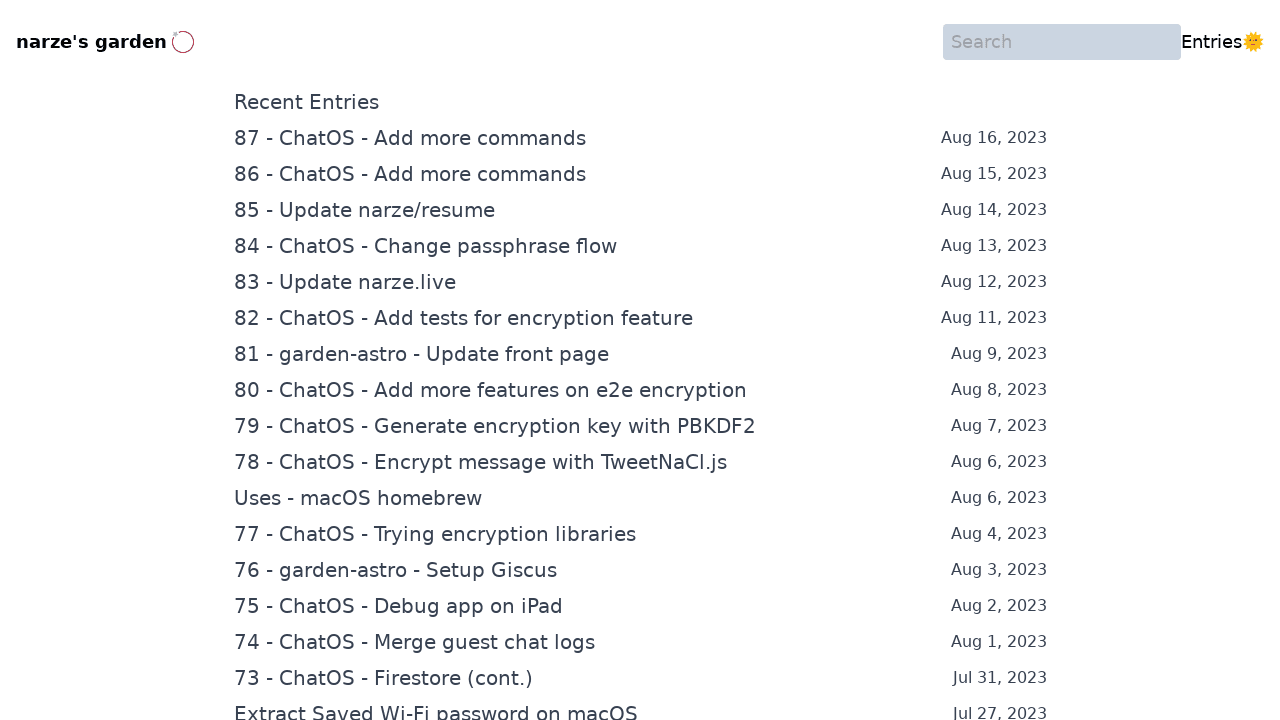 narze's garden
Search
Entries🌞
Recent Entries
87 - ChatOS - Add more commands Aug 16, 2023
86 - ChatOS - Add more commands Aug 15, 2023
85 - Update narze/resume Aug 14, 2023
84 - ChatOS - Change passphrase flow Aug 13, 2023
83 - Update narze.live Aug 12, 2023
82 - ChatOS - Add tests for encryption feature Aug 11, 2023
81 - garden-astro - Update front page Aug 9, 2023
80 - ChatOS - Add more features on e2e encryption Aug 8, 2023
79 - ChatOS - Generate encryption key with PBKDF2 Aug 7, 2023
78 - ChatOS - Encrypt message with TweetNaCl.js Aug 6, 2023
Uses - macOS homebrew Aug 6, 2023
77 - ChatOS - Trying encryption libraries Aug 4, 2023
76 - garden-astro - Setup Giscus Aug 3, 2023
75 - ChatOS - Debug app on iPad Aug 2, 2023
74 - ChatOS - Merge guest chat logs Aug 1, 2023
73 - ChatOS - Firestore (cont.) Jul 31, 2023
Extract Saved Wi-Fi password on macOS Jul 27, 2023